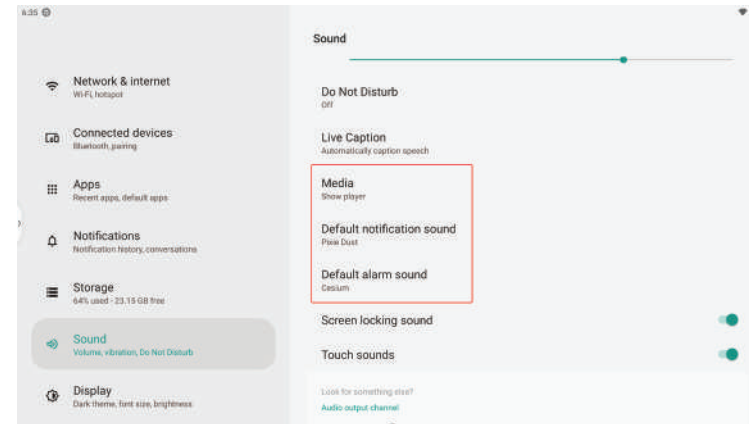 6:35
Network & internet
Wi-Fi, hotspot
Connected devices
Bluetooth, pairing
Apps
Recent apps, default apps
Notifications
Notification history, conversations
Storage
64% used - 23.15 GB free
Sound
Volume, vibration, Do Not Disturb
Display
Dark theme, font size, brightness
Sound
Do Not Disturb
Off
Live Caption
Automatically caption speech
Media
Show player
Default notification sound
Pixie Dust
Default alarm sound
Cesium
Screen locking sound
Touch sounds
Look for something else?
Audio output channel